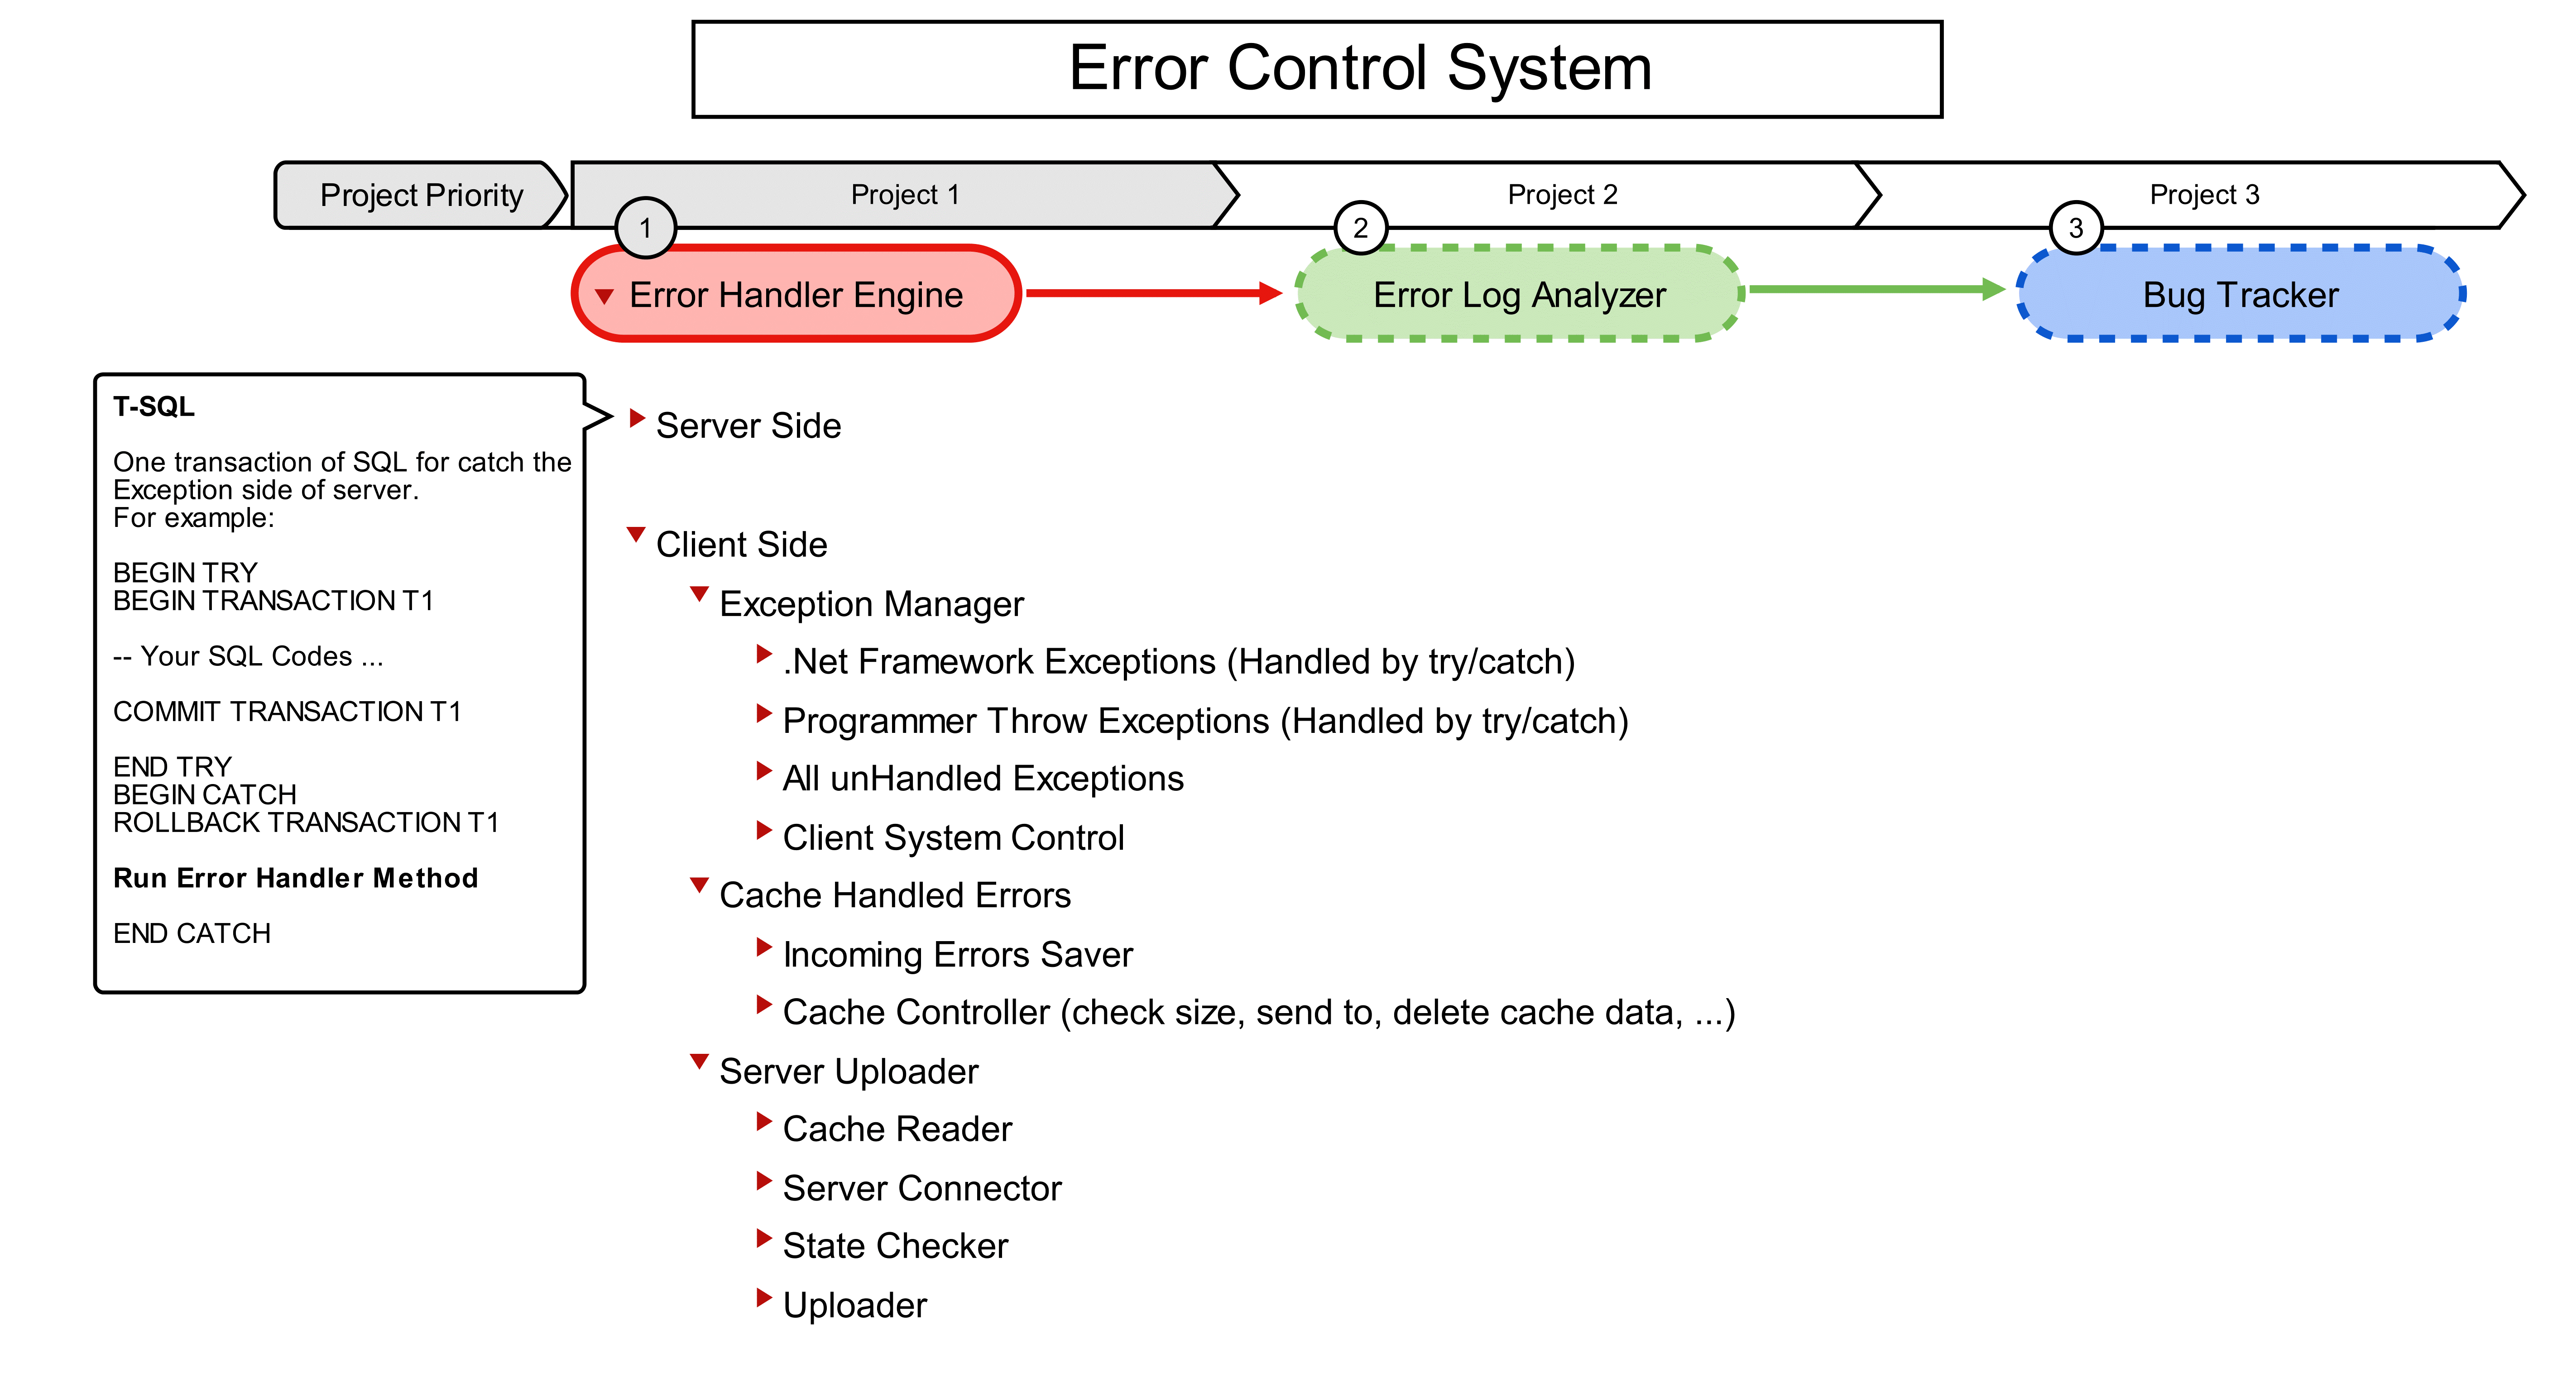 Error Control System
Project Priority
Project 1
Project 2
Project 3
1
2
3
Error Handler Engine
Error Log Analyzer
Bug Tracker
T-SQL
One transaction of SQL for catch the
Exception side of server.
For example:
BEGIN TRY
BEGIN TRANSACTION T1
-- Your SQL Codes ...
COMMIT TRANSACTION T1
END TRY
BEGIN CATCH
ROLLBACK TRANSACTION T1
Run Error Handler Method
END CATCH
Server Side
Client Side
Exception Manager
.Net Framework Exceptions (Handled by try/catch)
Programmer Throw Exceptions (Handled by try/catch)
All unHandled Exceptions
Client System Control
Cache Handled Errors
Incoming Errors Saver
Cache Controller (check size, send to, delete cache data, ...)
Server Uploader
Cache Reader
Server Connector
State Checker
Uploader